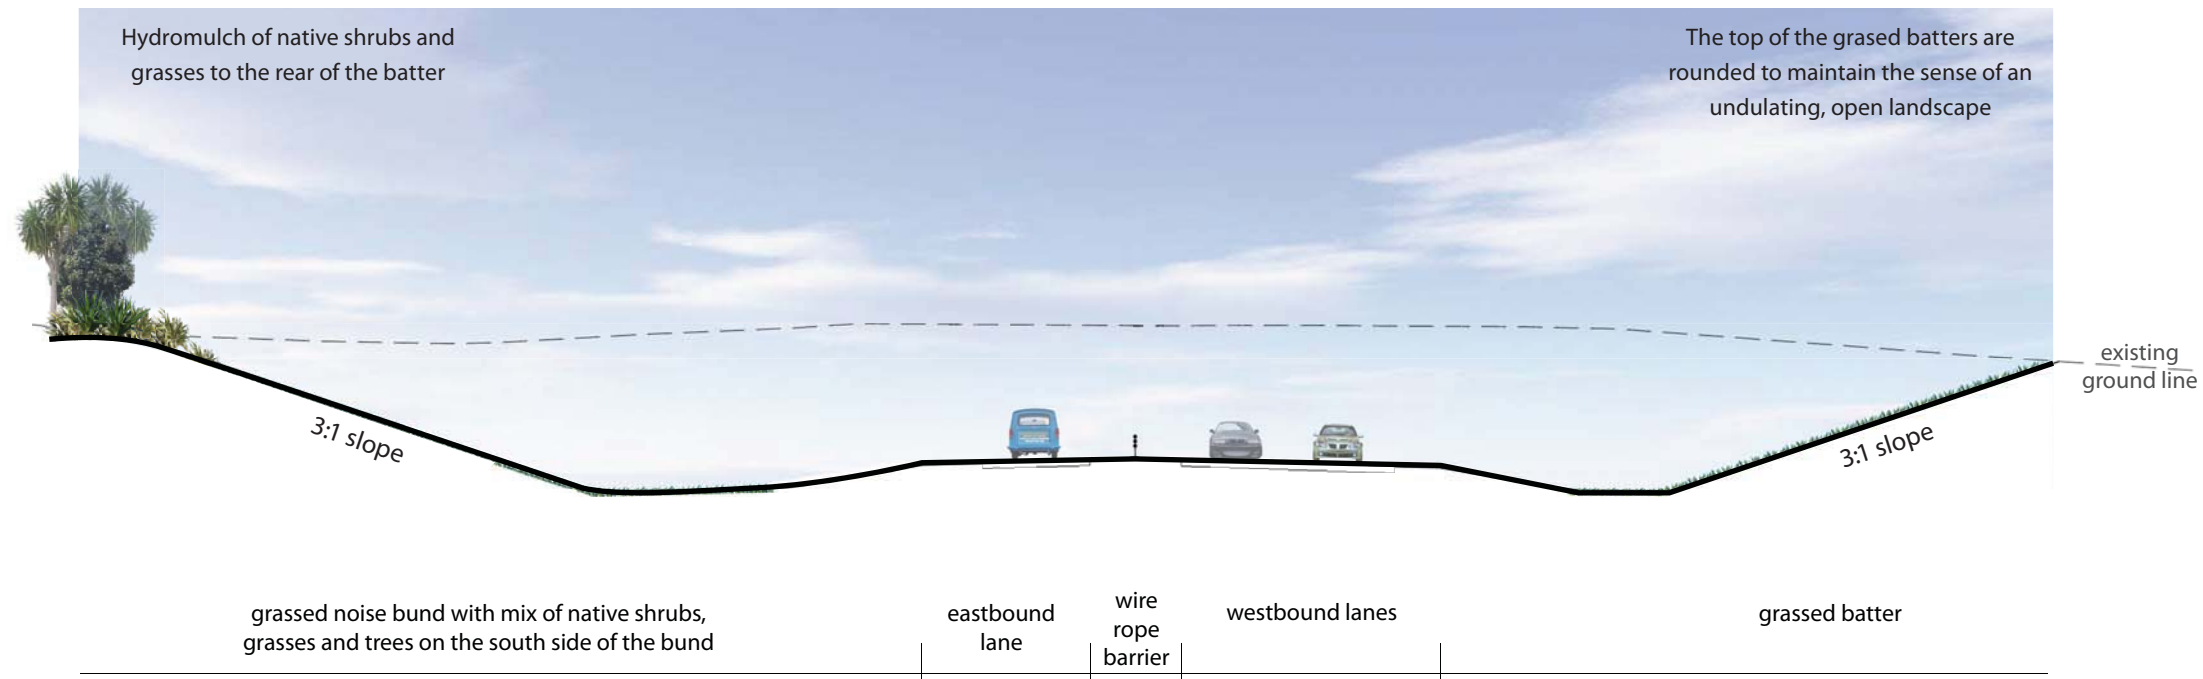 Hydromulch of native shrubs and
grasses to the rear of the batter
The top of the grased batters are
rounded to maintain the sense of an
undulating, open landscape
existing
ground line
3:1 slope
3:1 slope
grassed noise bund with mix of native shrubs,
grasses and trees on the south side of the bund
eastbound
lane
wire
rope
barrier
westbound lanes
grassed batter